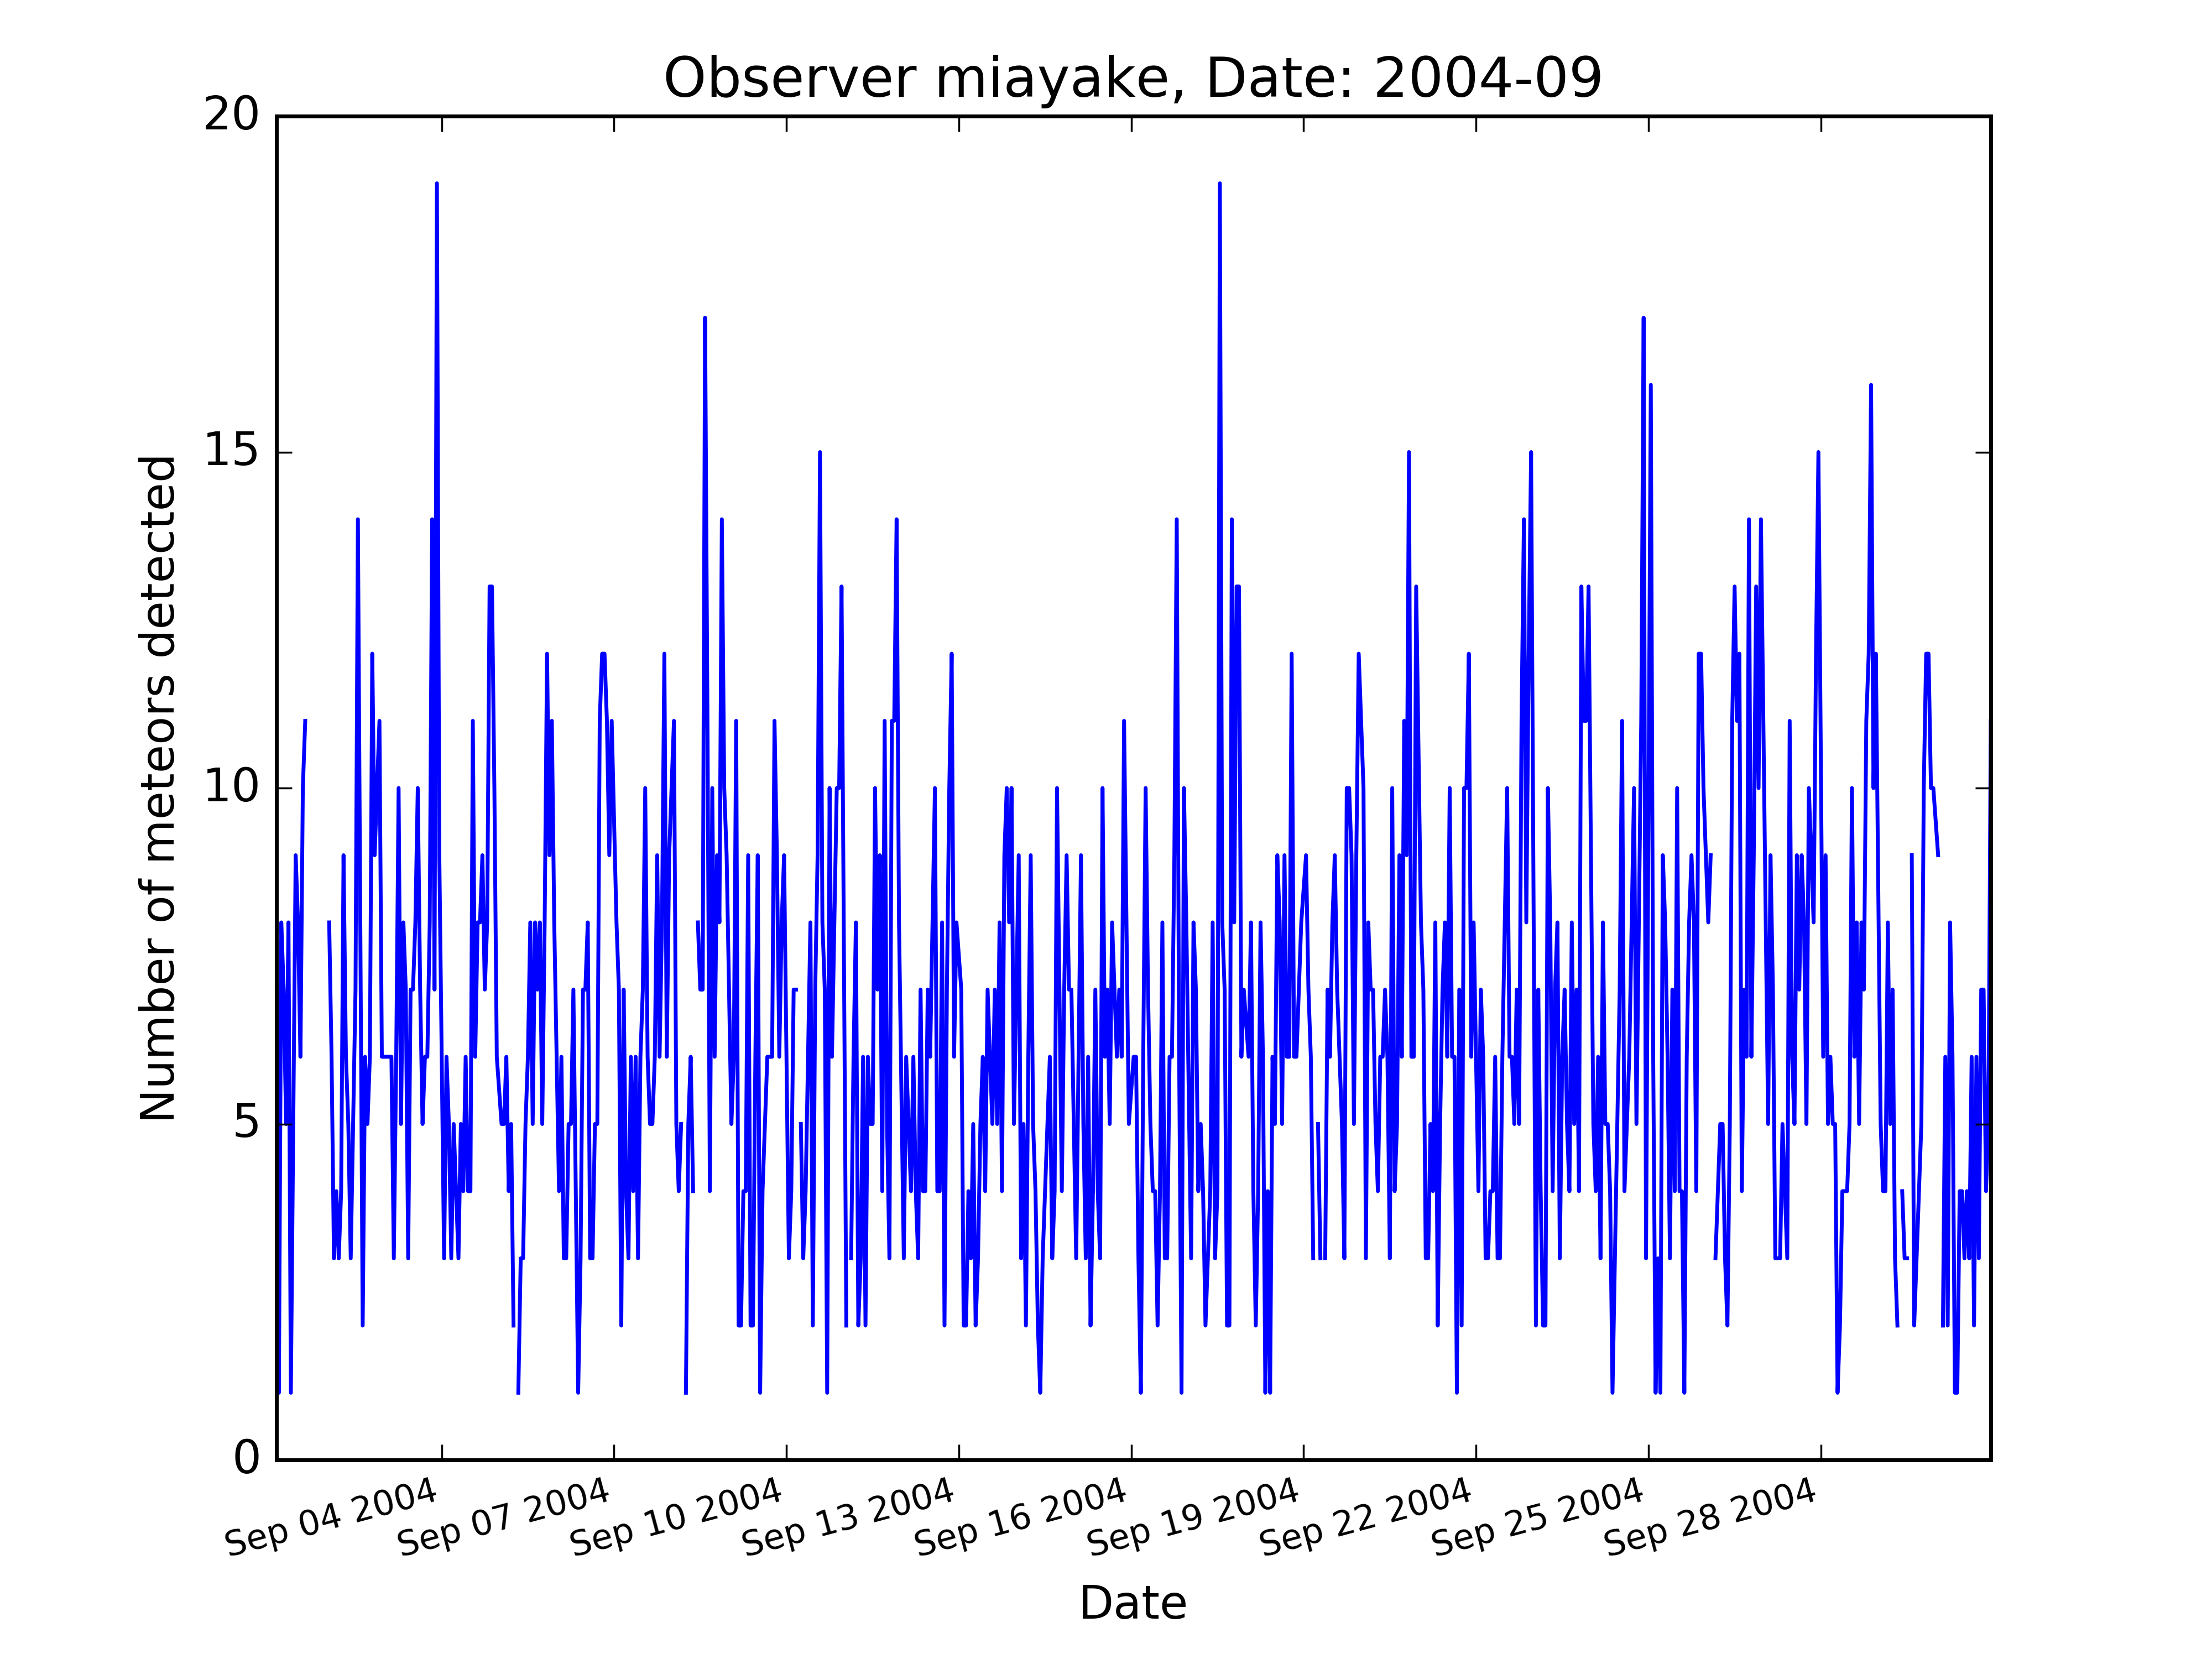 Observer miayake, Date: 2004-09
Number of meteors detected
20
15
10
5
0
Sep 04 2004
Sep 07 2004
Sep 10 2004
Sep 13 2004
Sep 16 2004
Sep 19 2004
Sep 22 2004
Sep 25 2004
Sep 28 2004
Date